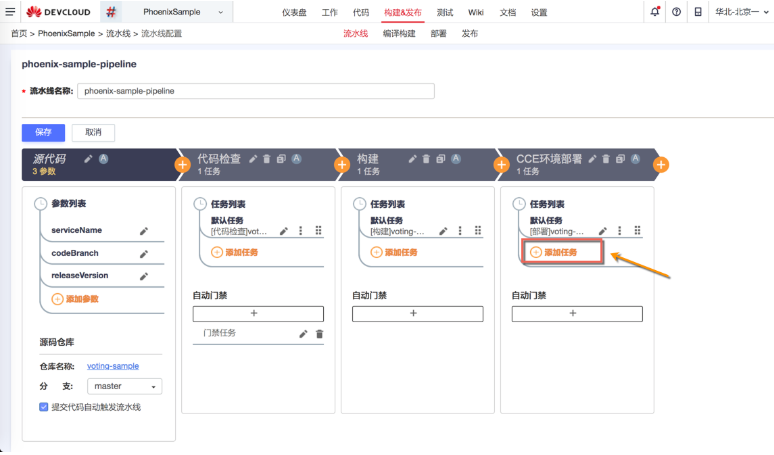 DEVCLOUD # PhoenixSample 仪表盘 工作 代码 构建&发布 测试 Wiki 文档 设置 华北-北京一
首页 > PhoenixSample > 流水线 > 流水线配置 流水线 编译构建 部署 发布
phoenix-sample-pipeline
* 流水线名称: phoenix-sample-pipeline
保存 取消
源代码 代码检查 构建 CCE环境部署
3 参数 1 任务 1 任务 1 任务
参数列表 任务列表 任务列表 任务列表
默认任务 默认任务 默认任务
serviceName [代码检查]vot... [构建]voting-... [部署]voting-...
codeBranch 添加任务 添加任务 添加任务
releaseVersion
添加参数 自动门禁 自动门禁 自动门禁
+ + +
门禁任务
源码仓库
仓库名称: voting-sample
分 支: master
提交代码自动触发流水线